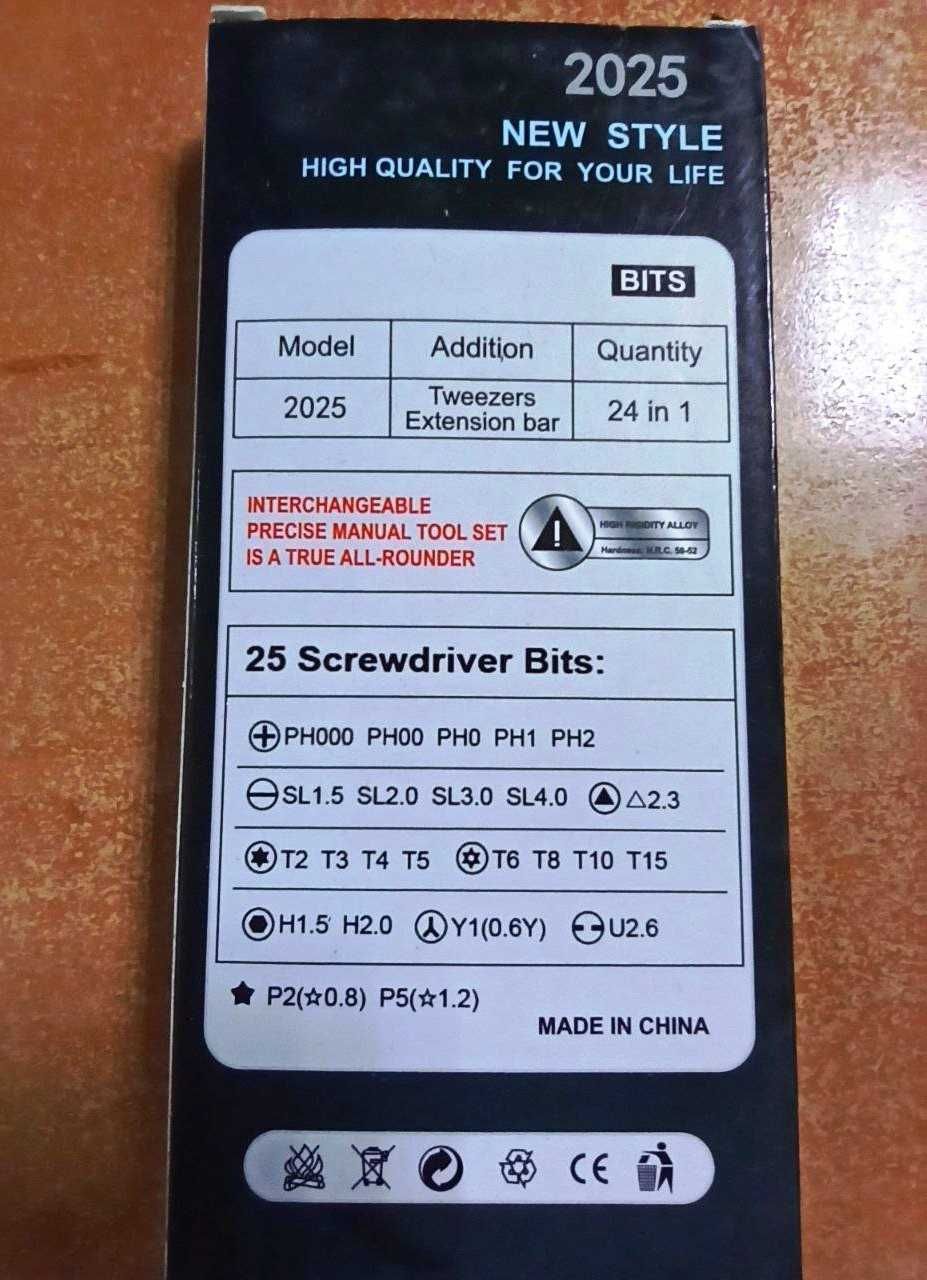 2025
NEW STYLE
HIGH QUALITY FOR YOUR LIFE
BITS
Model Addition Quantity
2025 Tweezers Extension bar 24 in 1
INTERCHANGEABLE
PRECISE MANUAL TOOL SET
IS A TRUE ALL-ROUNDER
HIGH RIGIDITY ALLOY
Hardness: H.R.C. 50-52
25 Screwdriver Bits:
PH000 PH00 PH0 PH1 PH2
SL1.5 SL2.0 SL3.0 SL4.0 △2.3
T2 T3 T4 T5 T6 T8 T10 T15
H1.5 H2.0 Y1(0.6Y) U2.6
★ P2(☆0.8) P5(☆1.2)
MADE IN CHINA
CE